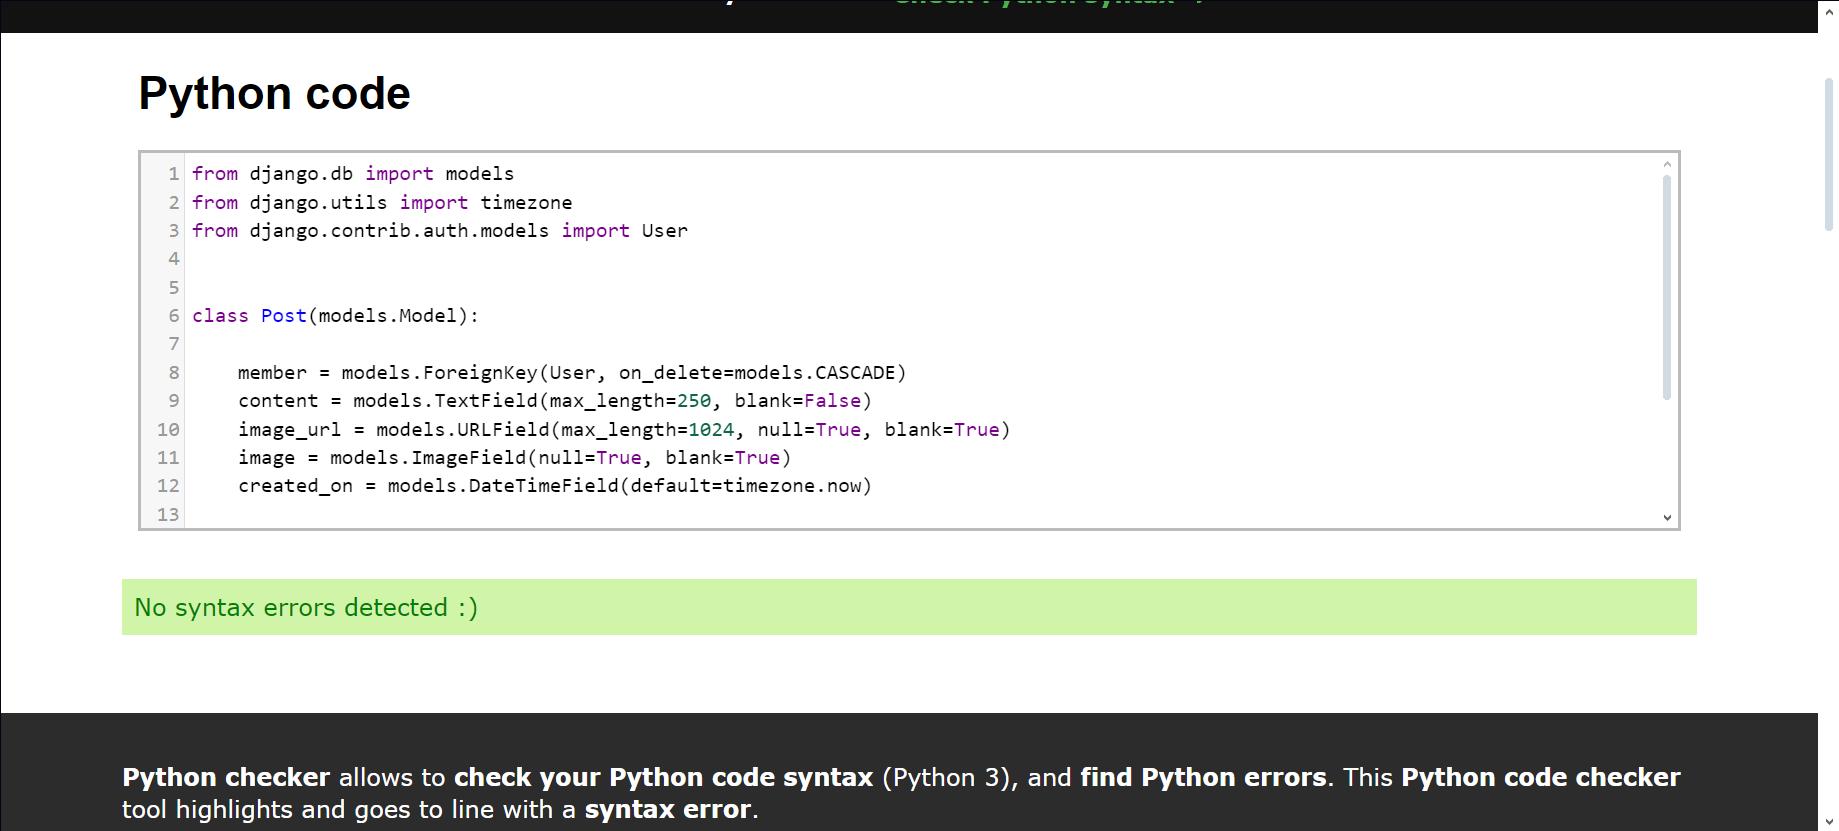 Check Python syntax
Python code
1 from django.db import models
2 from django.utils import timezone
3 from django.contrib.auth.models import User
4
5
6 class Post(models.Model):
7
8     member = models.ForeignKey(User, on_delete=models.CASCADE)
9     content = models.TextField(max_length=250, blank=False)
10     image_url = models.URLField(max_length=1024, null=True, blank=True)
11     image = models.ImageField(null=True, blank=True)
12     created_on = models.DateTimeField(default=timezone.now)
13
No syntax errors detected :)
Python checker allows to check your Python code syntax (Python 3), and find Python errors. This Python code checker
tool highlights and goes to line with a syntax error.